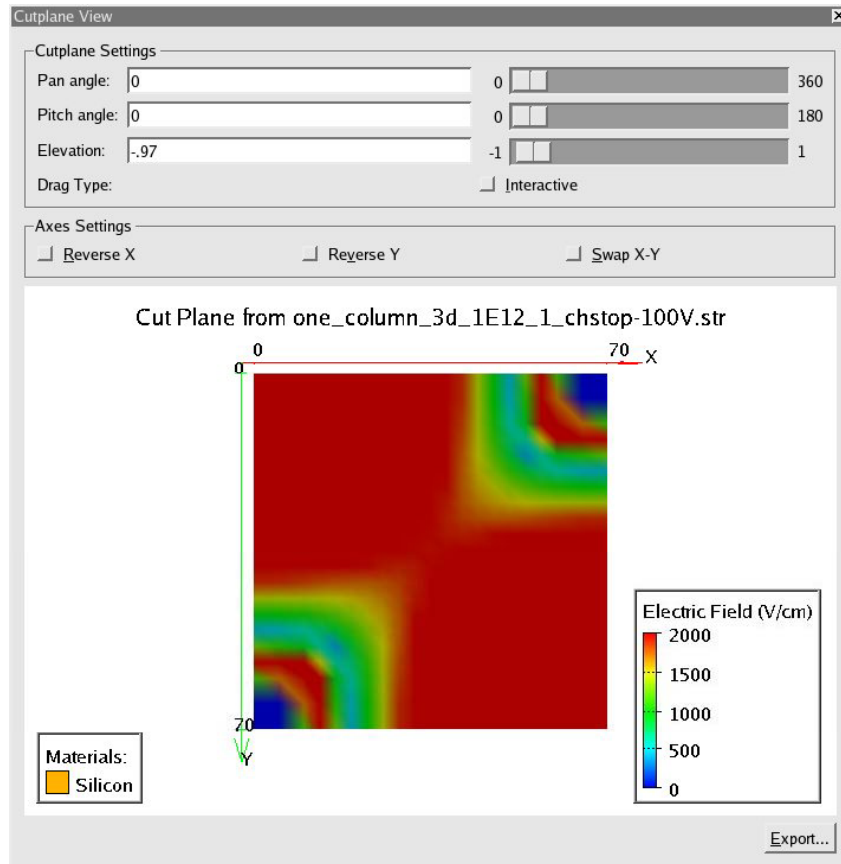 Cutplane View
Cutplane Settings
Pan angle: 0 0 360
Pitch angle: 0 0 180
Elevation: -.97 -1 1
Drag Type: Interactive
Axes Settings
Reverse X Reverse Y Swap X-Y
Cut Plane from one_column_3d_1E12_1_chstop-100V.str
0 70 X
0
70
Y
Materials:
Silicon
Electric Field (V/cm)
2000
1500
1000
500
0
Export...